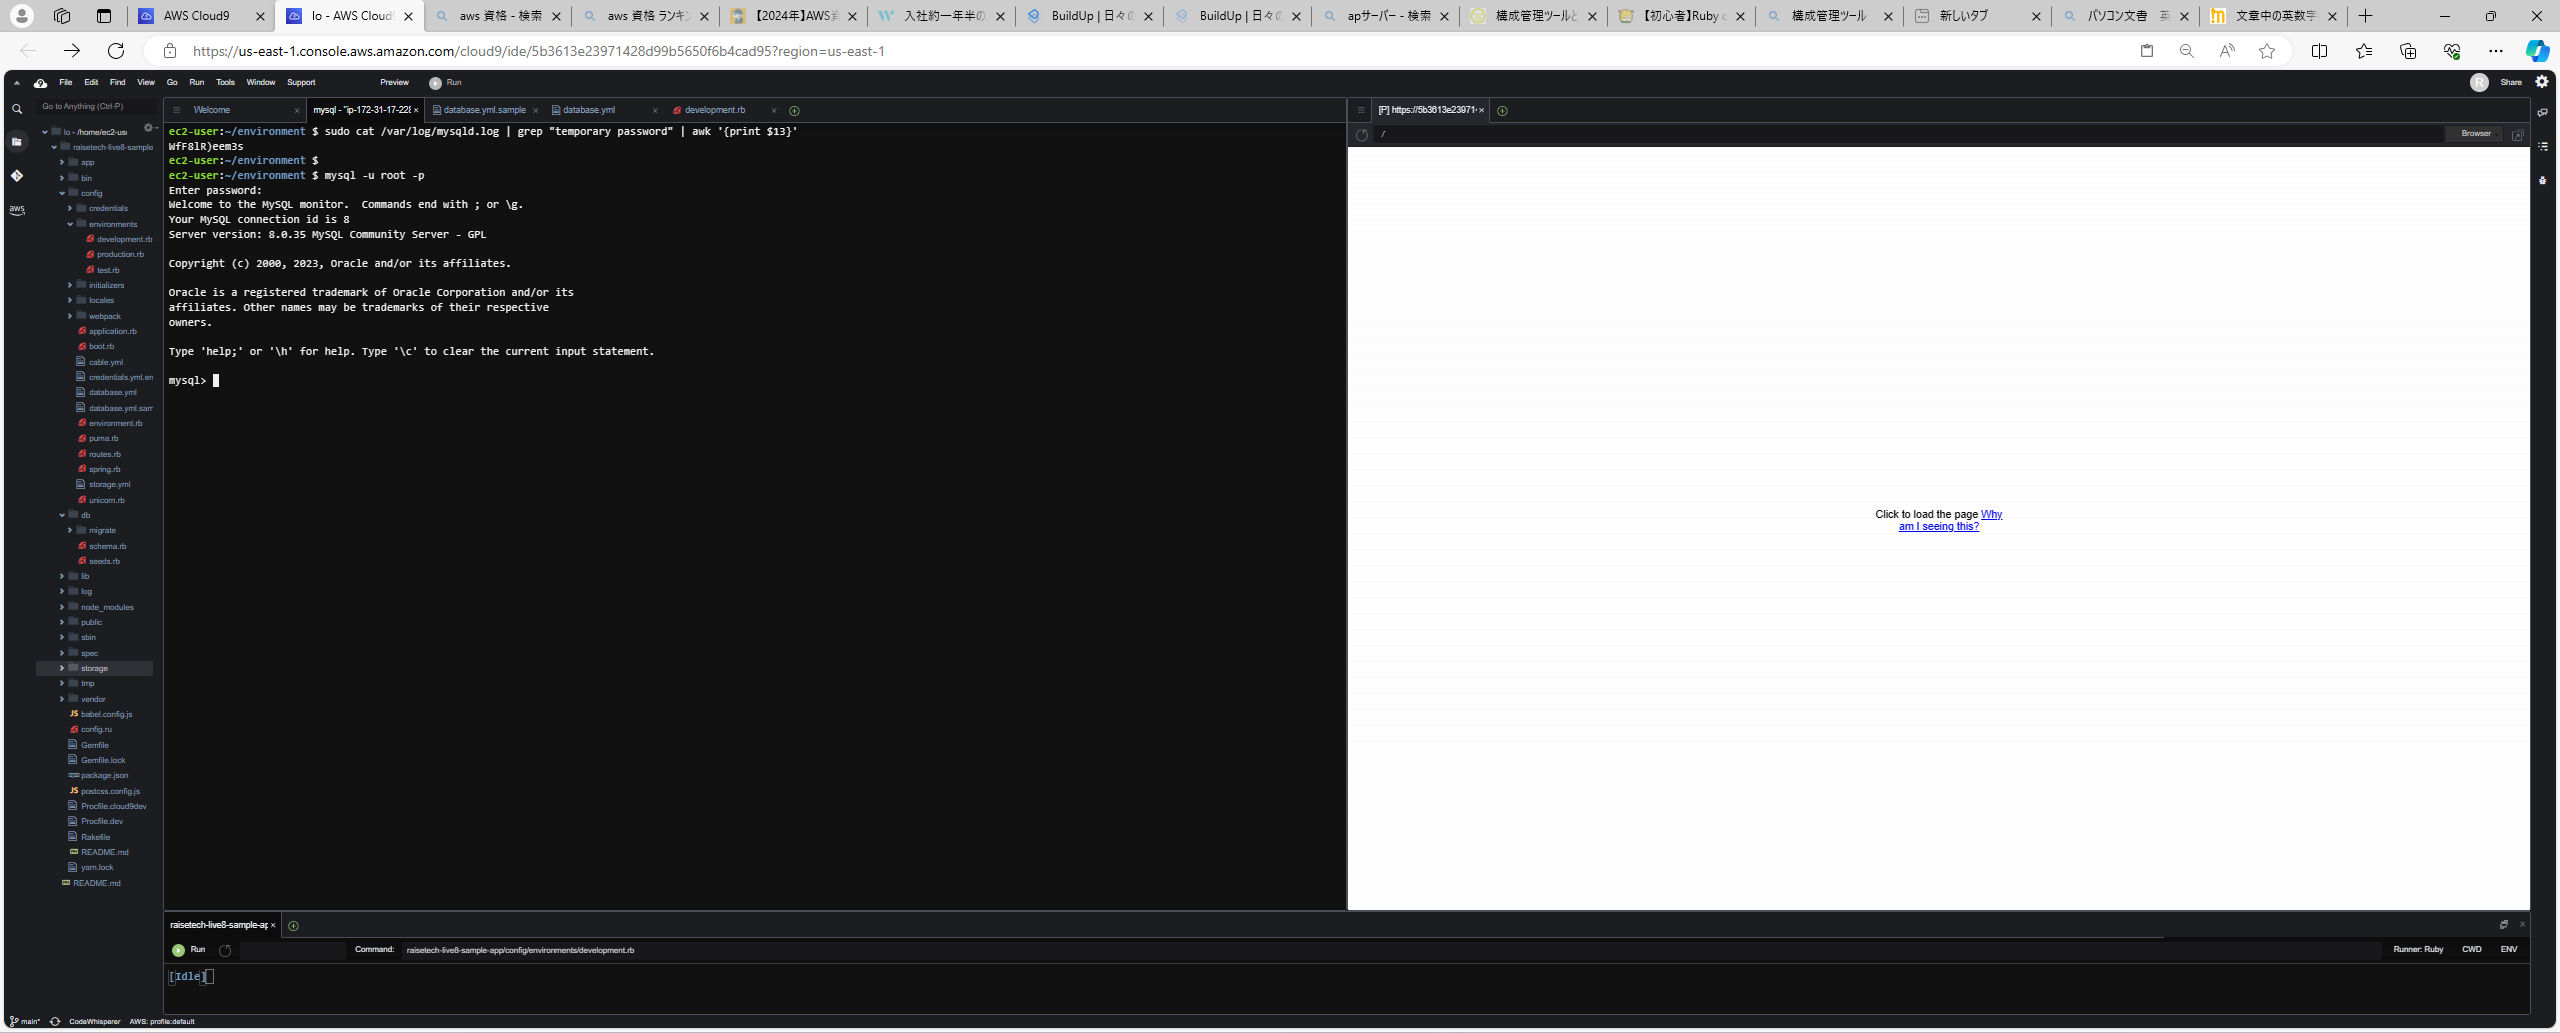 AWS Cloud9
lo - AWS Cloud9
aws 資格 - 検索
aws 資格 ランキン
【2024年】AWS資
入社約一年半の
BuildUp | 日々の
BuildUp | 日々の
apサーバー - 検索
構成管理ツールと
【初心者】Ruby o
構成管理ツール
新しいタブ
パソコン文書 英
文章中の英数字
https://us-east-1.console.aws.amazon.com/cloud9/ide/5b3613e23971428d99b5650f6b4cad95?region=us-east-1
File Edit Find View Go Run Tools Window Support Preview Run
R Share
Go to Anything (Ctrl-P)
Welcome
mysql - "ip-172-31-17-228
database.yml.sample
database.yml
development.rb
[P] https://5b3613e23971
/
Browser
lo - /home/ec2-use
raisetech-live8-sample
app
bin
config
credentials
environments
development.rb
production.rb
test.rb
initializers
locales
webpack
application.rb
boot.rb
cable.yml
credentials.yml.en
database.yml
database.yml.sam
environment.rb
puma.rb
routes.rb
spring.rb
storage.yml
unicorn.rb
db
migrate
schema.rb
seeds.rb
lib
log
node_modules
public
sbin
spec
storage
tmp
vendor
babel.config.js
config.ru
Gemfile
Gemfile.lock
package.json
postcss.config.js
Procfile.cloud9dev
Procfile.dev
Rakefile
README.md
yarn.lock
README.md
aws
ec2-user:~/environment $ sudo cat /var/log/mysqld.log | grep "temporary password" | awk '{print $13}'
WfF8lR)eem3s
ec2-user:~/environment $
ec2-user:~/environment $ mysql -u root -p
Enter password:
Welcome to the MySQL monitor.  Commands end with ; or \g.
Your MySQL connection id is 8
Server version: 8.0.35 MySQL Community Server - GPL
Copyright (c) 2000, 2023, Oracle and/or its affiliates.
Oracle is a registered trademark of Oracle Corporation and/or its
affiliates. Other names may be trademarks of their respective
owners.
Type 'help;' or '\h' for help. Type '\c' to clear the current input statement.
mysql>
Click to load the page Why
am I seeing this?
raisetech-live8-sample-ap
Run
Command:
raisetech-live8-sample-app/config/environments/development.rb
Runner: Ruby
CWD
ENV
[Idle]
main*
CodeWhisperer
AWS: profile:default